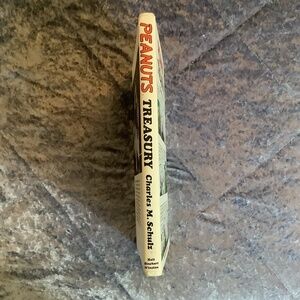 PEANUTS TREASURY Charles M. Schulz
Holt
Rinehart
Winston